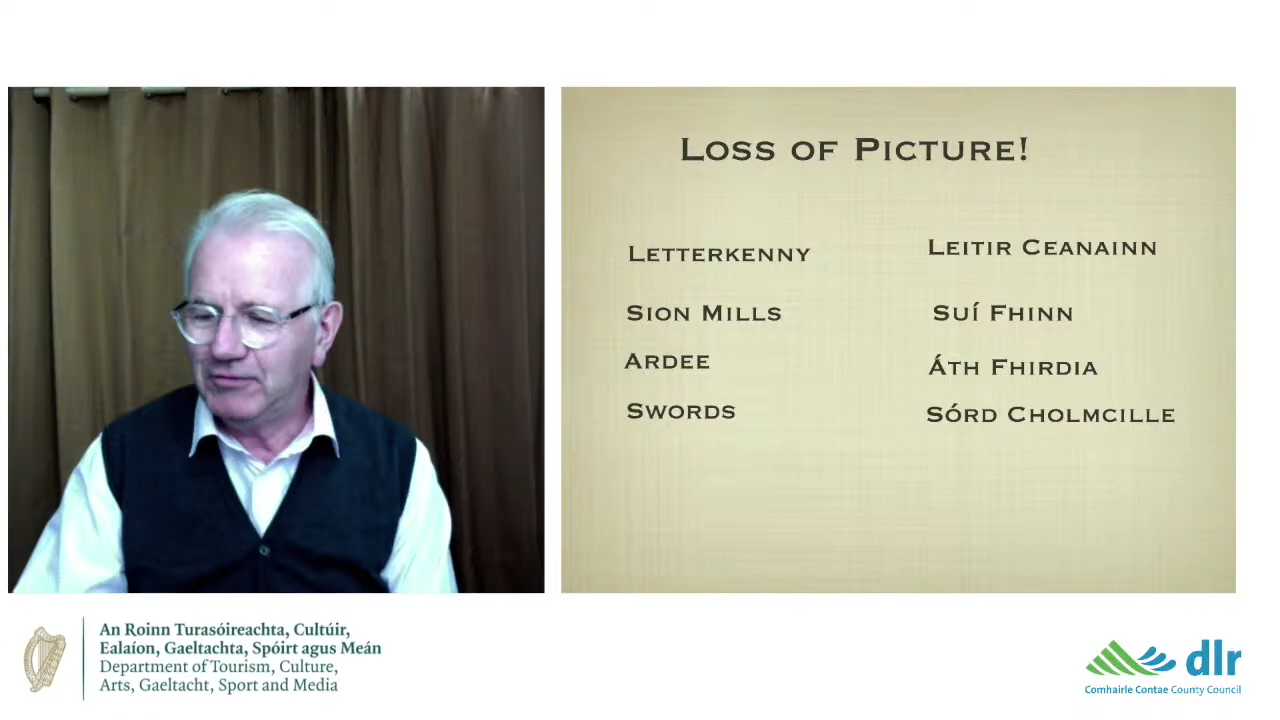 Loss of Picture!
Letterkenny
Leitir Ceanainn
Sion Mills
Suí Fhinn
Ardee
Áth Fhirdia
Swords
Sórd Cholmcille
An Roinn Turasóireachta, Cultúir,
Ealaíon, Gaeltachta, Spóirt agus Meán
Department of Tourism, Culture,
Arts, Gaeltacht, Sport and Media
dlr
Comhairle Contae County Council